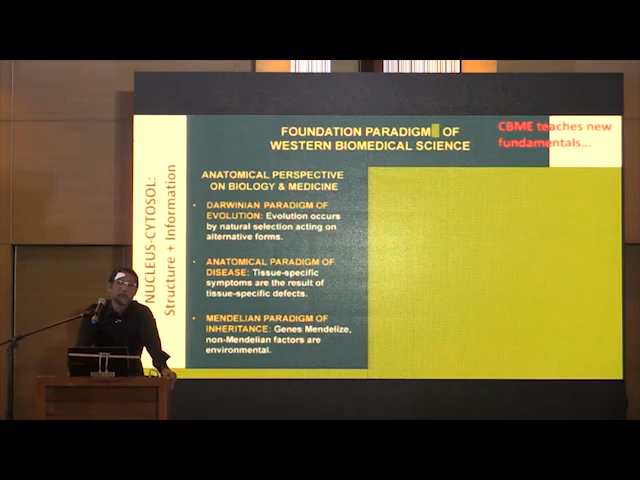 FOUNDATION PARADIGM OF
WESTERN BIOMEDICAL SCIENCE
CBME teaches new
fundamentals...
NUCLEUS-CYTOSOL:
Structure + Information
ANATOMICAL PERSPECTIVE
ON BIOLOGY & MEDICINE
• DARWINIAN PARADIGM OF
EVOLUTION: Evolution occurs
by natural selection acting on
alternative forms.
• ANATOMICAL PARADIGM OF
DISEASE: Tissue-specific
symptoms are the result of
tissue-specific defects.
• MENDELIAN PARADIGM OF
INHERITANCE: Genes Mendelize,
non-Mendelian factors are
environmental.